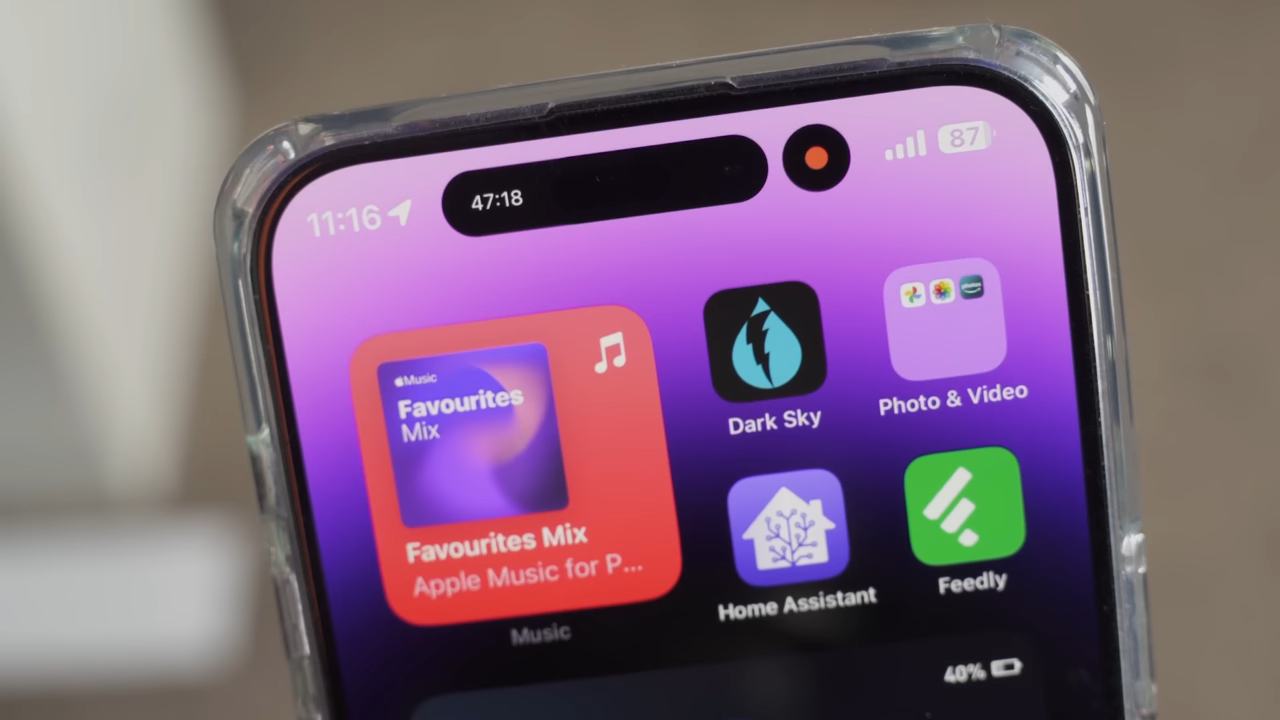 11:16
47:18
87
Music
Favourites
Mix
Favourites Mix
Apple Music for P...
Music
Dark Sky
photos
Photo & Video
Home Assistant
Feedly
40%